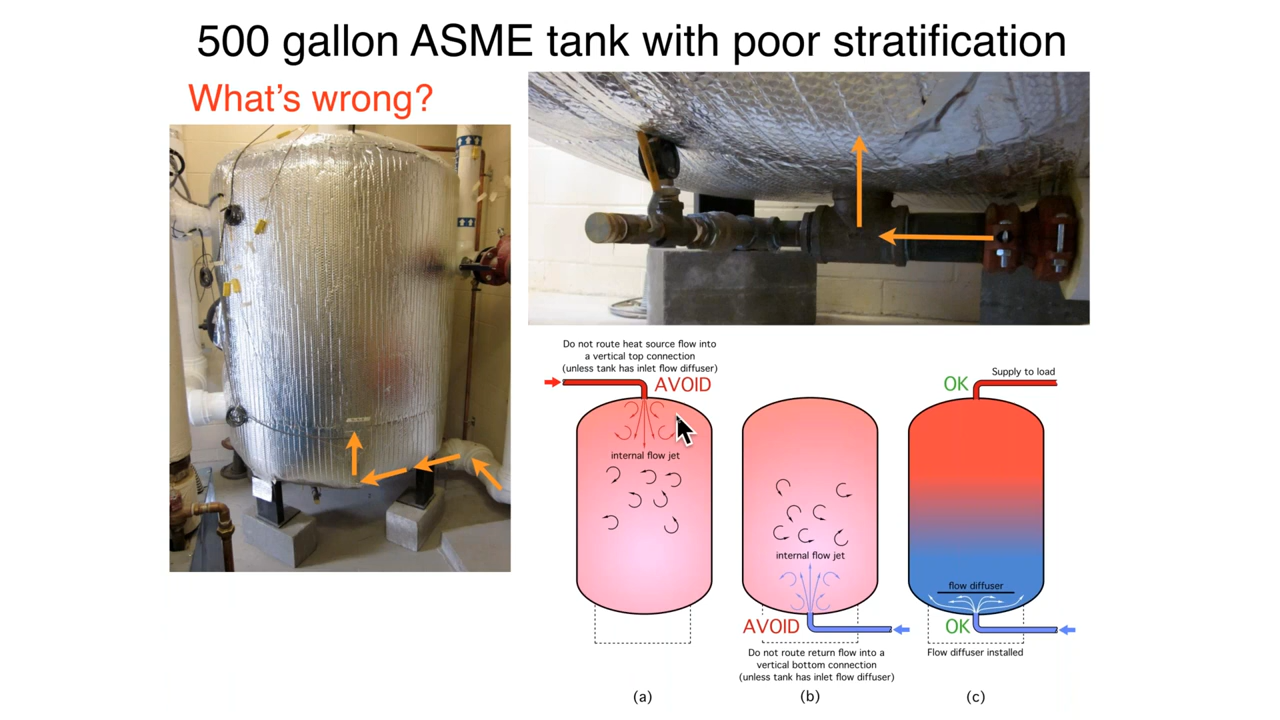 500 gallon ASME tank with poor stratification
What's wrong?
Do not route heat source flow into
a vertical top connection
(unless tank has inlet flow diffuser)
AVOID
internal flow jet
internal flow jet
AVOID
Do not route return flow into a
vertical bottom connection
(unless tank has inlet flow diffuser)
Supply to load
OK
flow diffuser
OK
Flow diffuser installed
(a)
(b)
(c)